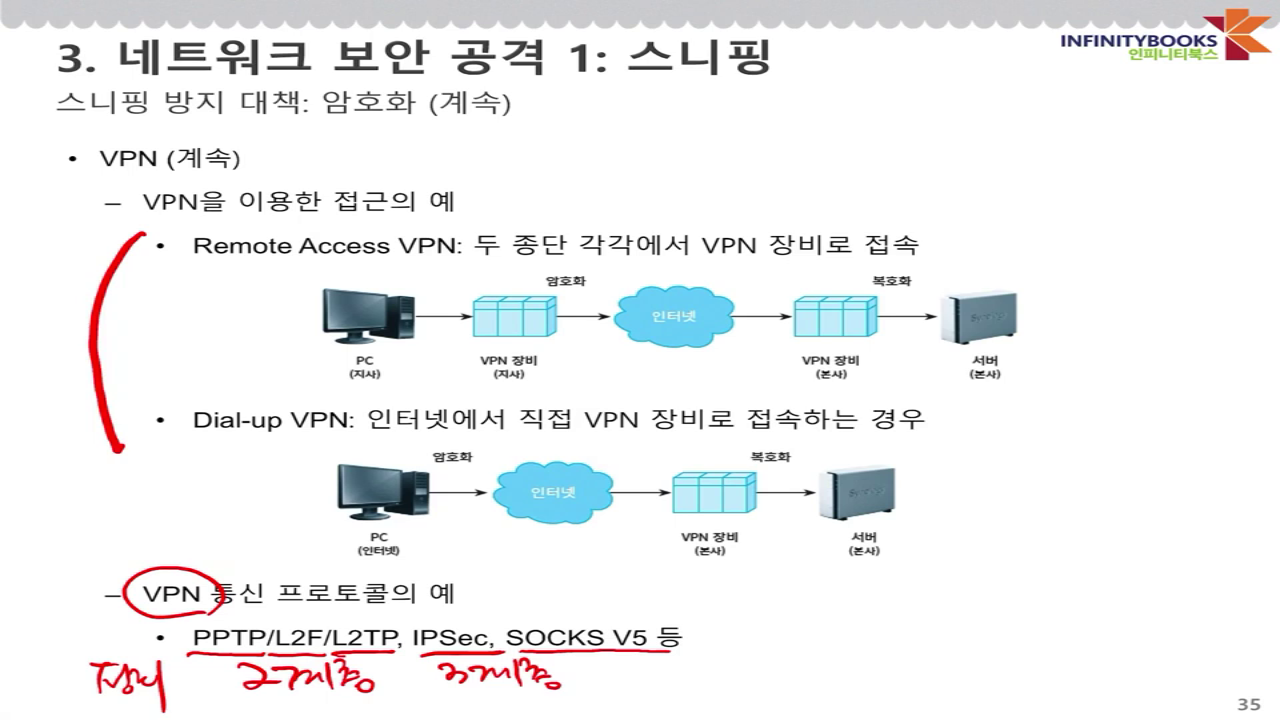 INFINITYBOOKS
인피니티북스
3. 네트워크 보안 공격 1: 스니핑
스니핑 방지 대책: 암호화 (계속)
• VPN (계속)
– VPN을 이용한 접근의 예
• Remote Access VPN: 두 종단 각각에서 VPN 장비로 접속
암호화 복호화
인터넷
PC VPN 장비 VPN 장비 서버
(지사) (지사) (본사) (본사)
• Dial-up VPN: 인터넷에서 직접 VPN 장비로 접속하는 경우
암호화 복호화
인터넷
PC VPN 장비 서버
(인터넷) (본사) (본사)
– VPN 통신 프로토콜의 예
• PPTP/L2F/L2TP, IPSec, SOCKS V5 등
장비 2계층 3계층
35